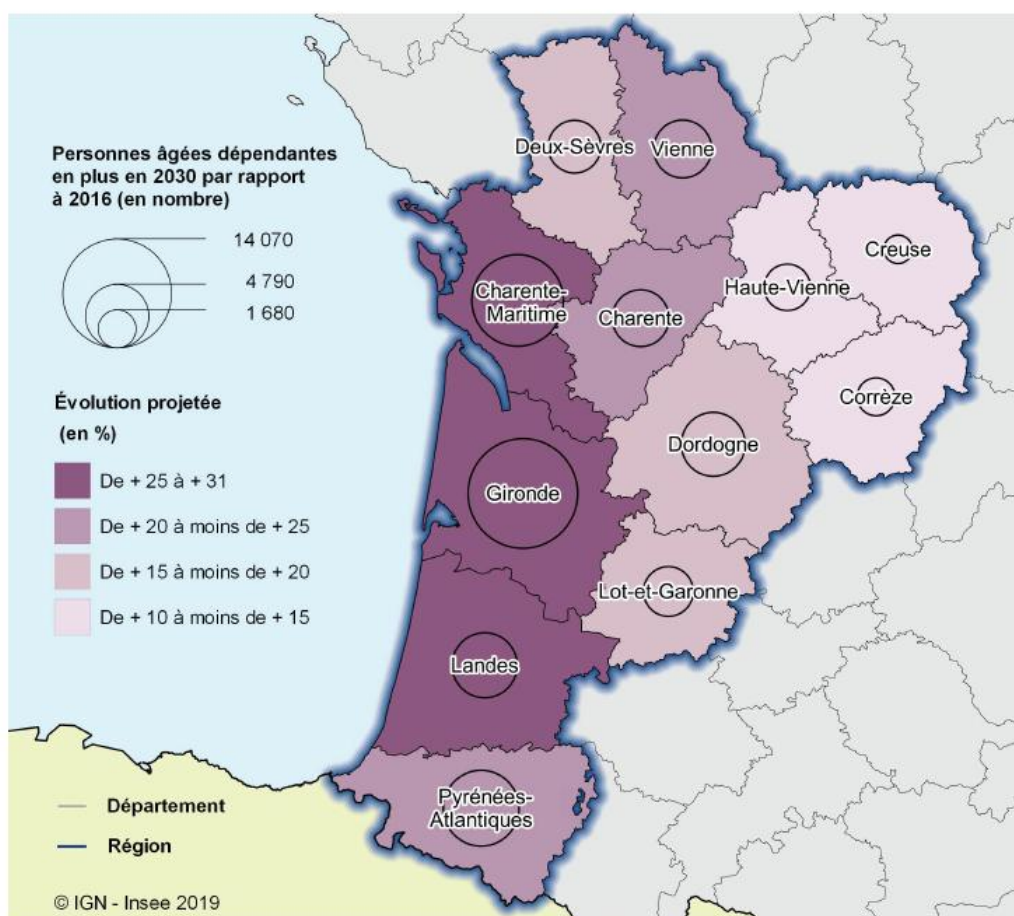 Personnes âgées dépendantes
en plus en 2030 par rapport
à 2016 (en nombre)
14 070
4 790
1 680
Évolution projetée
(en %)
De + 25 à + 31
De + 20 à moins de + 25
De + 15 à moins de + 20
De + 10 à moins de + 15
Département
Région
© IGN - Insee 2019
Deux-Sèvres
Vienne
Creuse
Haute-Vienne
Charente-
Maritime
Charente
Corrèze
Dordogne
Gironde
Lot-et-Garonne
Landes
Pyrénées-
Atlantiques